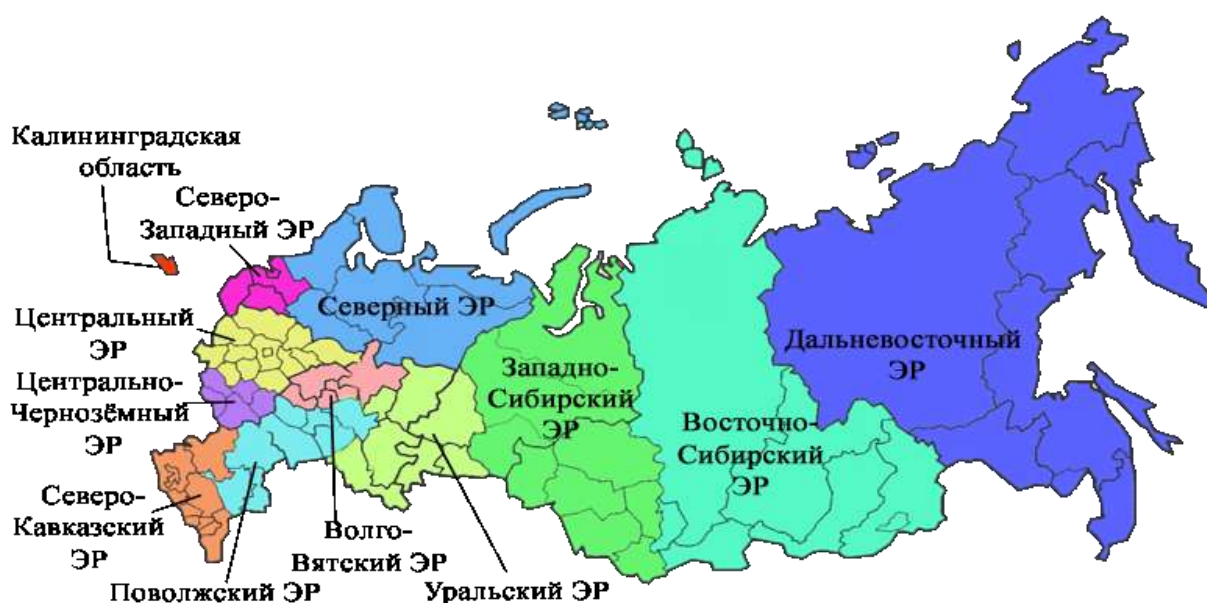 Калининградская
область
Северо-
Западный ЭР
Северный ЭР
Центральный
ЭР
Центрально-
Чернозёмный
ЭР
Северо-
Кавказский
ЭР
Поволжский ЭР
Волго-
Вятский ЭР
Уральский ЭР
Западно-
Сибирский
ЭР
Восточно-
Сибирский
ЭР
Дальневосточный
ЭР